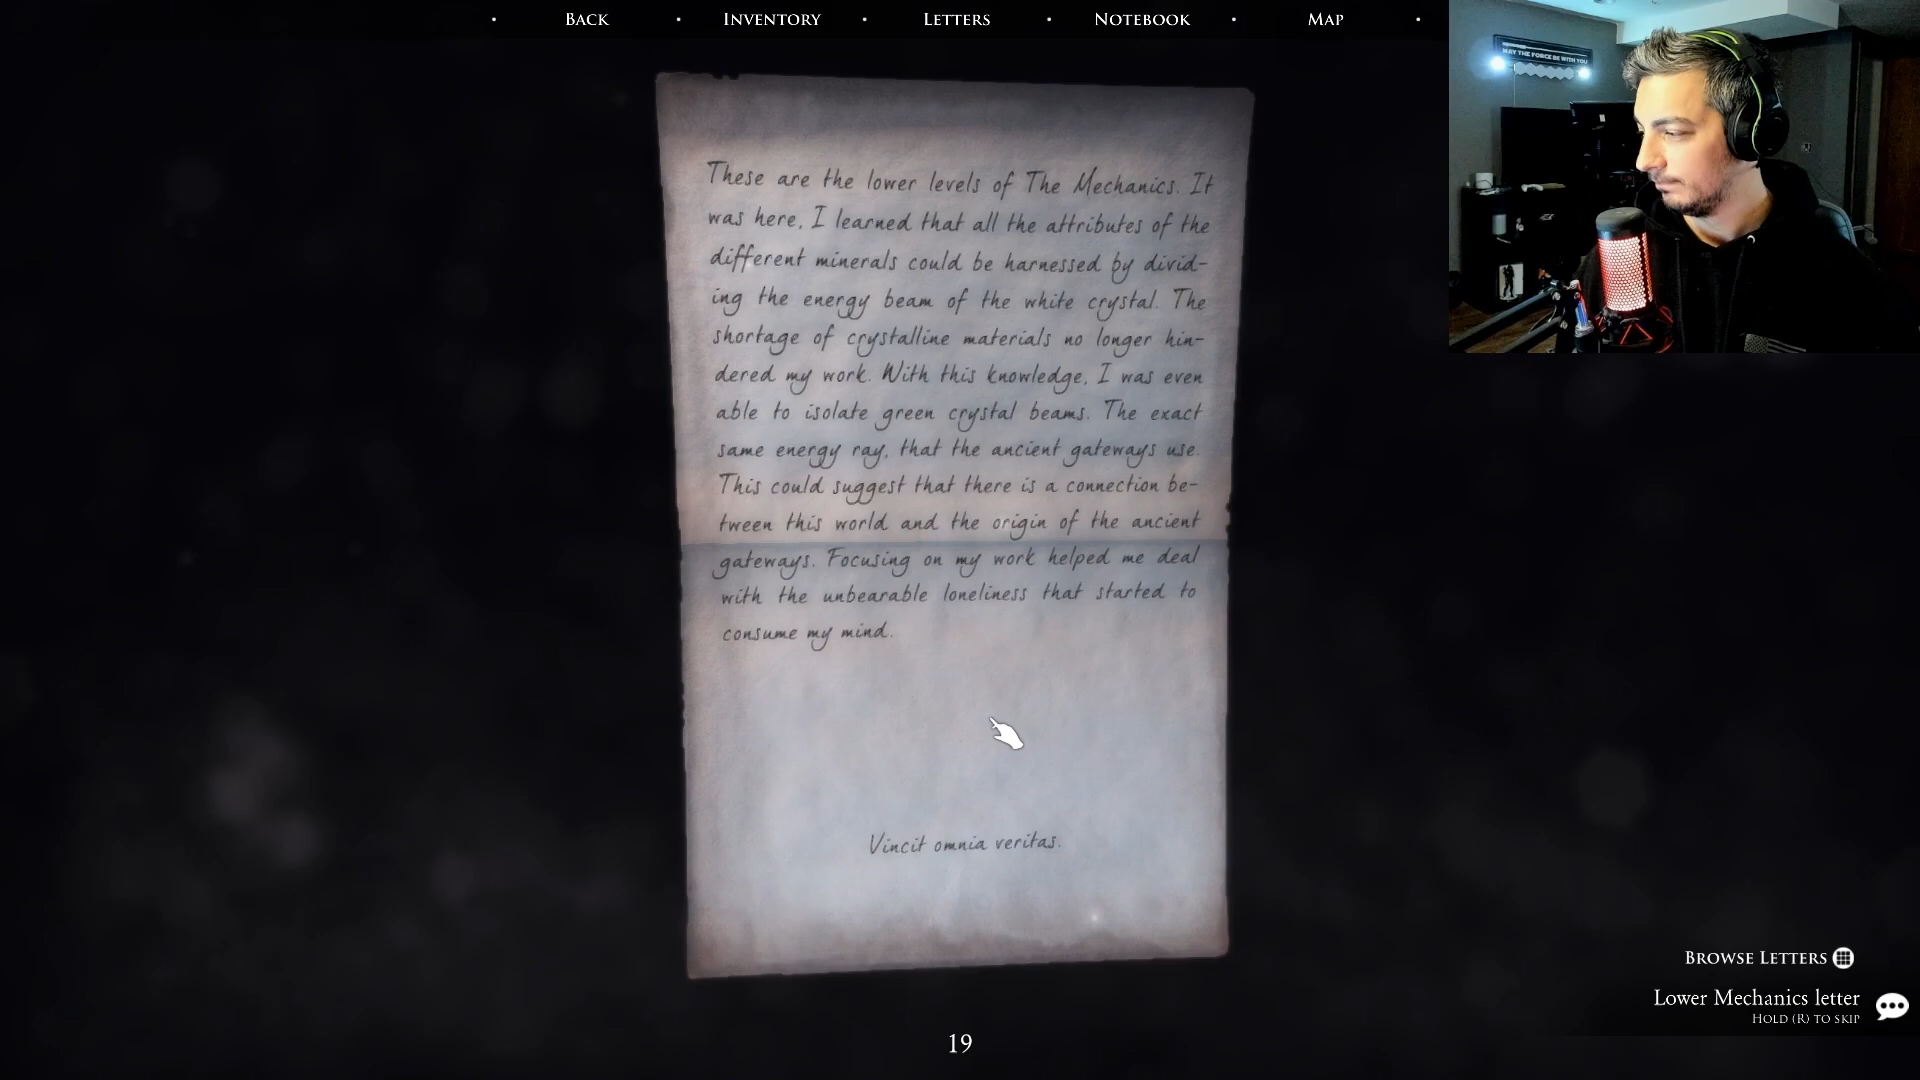 BACK
INVENTORY
LETTERS
NOTEBOOK
MAP
MAY THE FORCE BE WITH YOU
These are the lower levels of The Mechanics. It
was here, I learned that all the attributes of the
different minerals could be harnessed by divid-
ing the energy beam of the white crystal. The
shortage of crystalline materials no longer hin-
dered my work. With this knowledge, I was even
able to isolate green crystal beams. The exact
same energy ray, that the ancient gateways use.
This could suggest that there is a connection be-
tween this world and the origin of the ancient
gateways. Focusing on my work helped me deal
with the unbearable loneliness that started to
consume my mind.
Vincit omnia veritas.
BROWSE LETTERS
Lower Mechanics letter
HOLD (R) TO SKIP
19